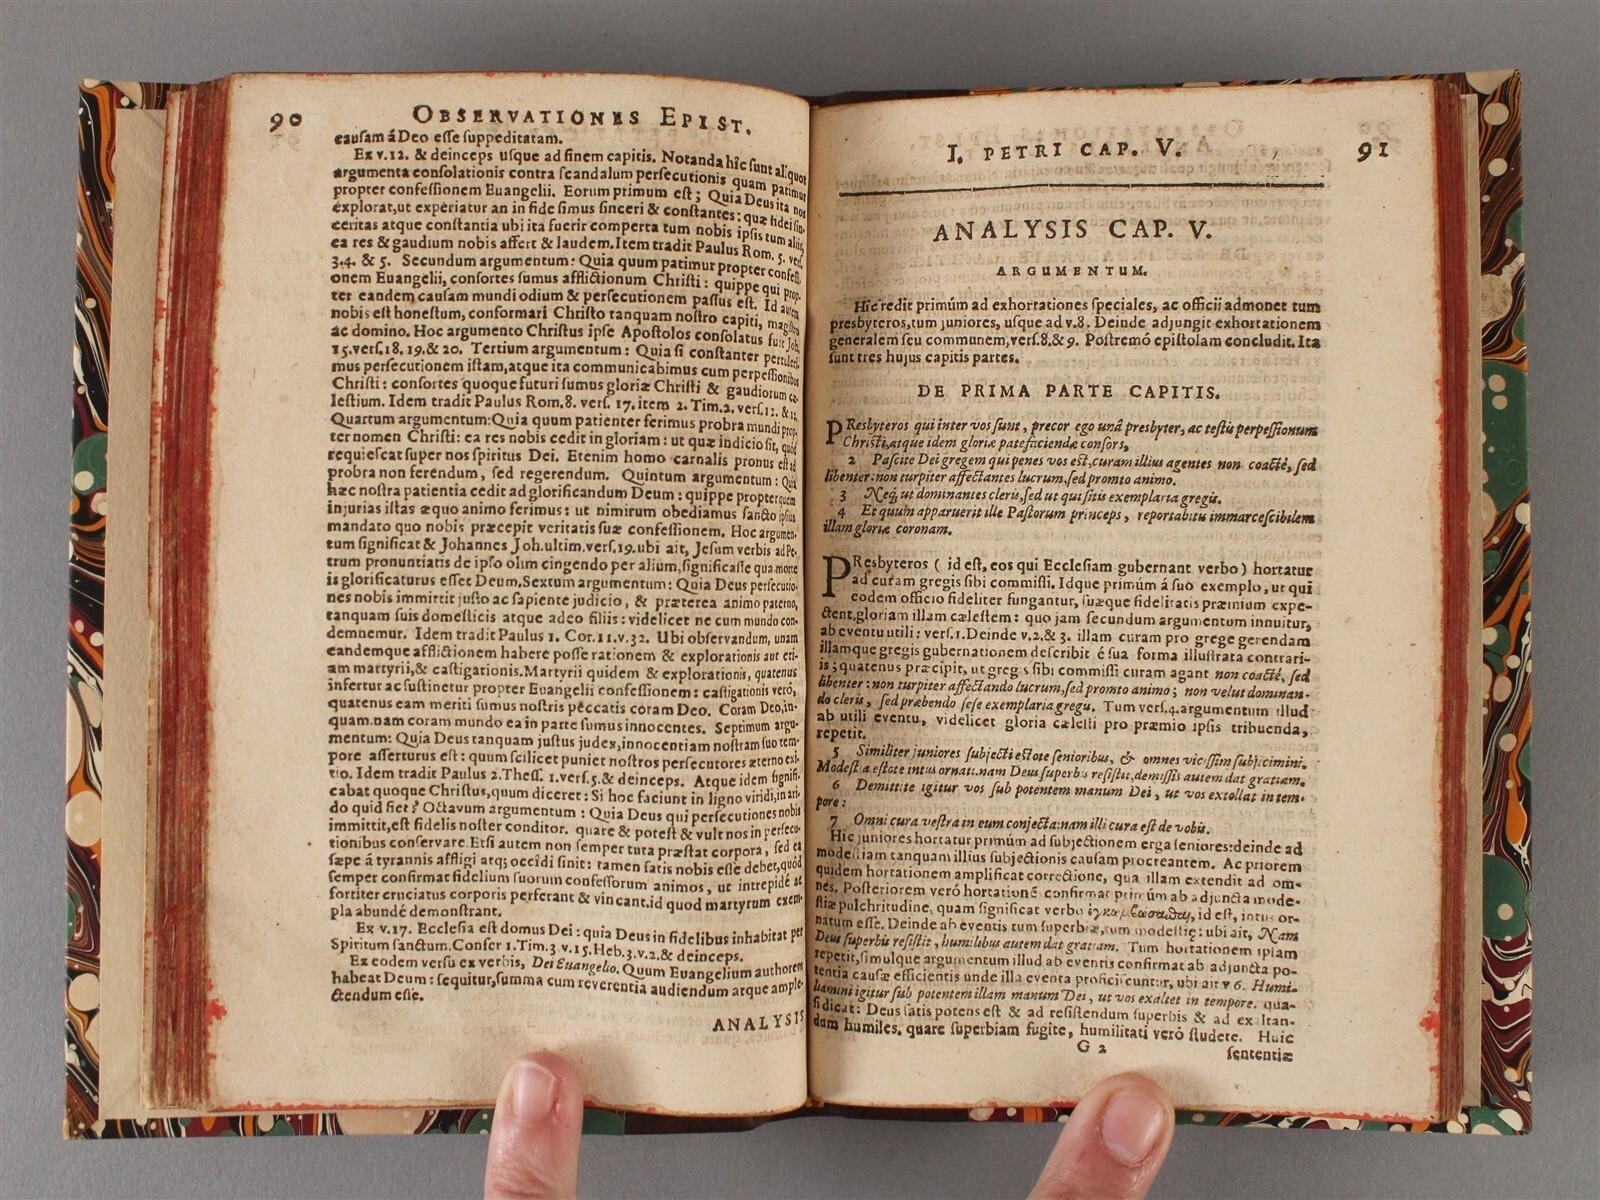 90 OBSERVATIONES EPIST.
causam á Deo esse suppeditatam.
Ex v.12. & deinceps usque ad finem capitis. Notanda hîc sunt aliquot
argumenta consolationis contra scandalum persecutionis quam patimur
propter confessionem Euangelii. Eorum primum est; Quia Deus ita nos
explorat, ut experiatur an in fide simus sinceri & constantes: quæ fidei sin-
ceritas atque constantia ubi ita fuerit comperta tum nobis ipsis tum aliis,
ea res & gaudium nobis affert & laudem. Item tradit Paulus Rom. 5. vers.
3.4. & 5. Secundum argumentum: Quia quum patimur propter confessi-
onem Euangelii, consortes sumus afflictionum Christi: quippe qui prop-
ter eandem causam mundi odium & persecutionem passus est. Id autem
nobis est honestum, conformari Christo tanquam nostro capiti, magistro
ac domino. Hoc argumento Christus ipse Apostolos consolatus fuit Joh.
15. vers. 18. 19. & 20. Tertium argumentum: Quia si constanter pertuleri-
mus persecutionem istam, atque ita communicabimus cum perpessionibus
Christi: consortes quoque futuri sumus gloriæ Christi & gaudiorum cæ-
lestium. Idem tradit Paulus Rom. 8. vers. 17. item 2. Tim. 2. vers. 11. & 12.
Quartum argumentum: Quia quum patienter ferimus probra mundi prop-
ter nomen Christi: ea res nobis cedit in gloriam: ut quæ indicio sit, quòd
requiescat super nos spiritus Dei. Etenim homo carnalis pronus est ad
probra non ferendum, sed regerendum. Quintum argumentum: Quia
hæc nostra patientia cedit ad glorificandum Deum: quippe propter quem
injurias istas æquo animo ferimus: ut nimirum obediamus sancto ipsius
mandato quo nobis præcepit veritatis suæ confessionem. Hoc argumen-
tum significat & Johannes Joh. ultim. vers. 19. ubi ait, Jesum verbis ad Pe-
trum pronuntiatis de ipso olim cingendo per alium, significasse qua morte
is glorificaturus esset Deum. Sextum argumentum: Quia Deus persecutio-
nes nobis immittit justo ac sapiente judicio, & præterea animo paterno,
tanquam suis domesticis atque adeo filiis: videlicet ne cum mundo con-
demnemur. Idem tradit Paulus 1. Cor. 11. v. 32. Ubi observandum, unam
eandemque afflictionem habere posse rationem & explorationis aut eti-
am martyrii, & castigationis. Martyrii quidem & explorationis, quatenus
infertur ac sustinetur propter Euangelii confessionem: castigationis verò,
quatenus eam meriti sumus nostris peccatis coram Deo. Coram Deo, in-
quam. nam coram mundo ea in parte sumus innocentes. Septimum argu-
mentum: Quia Deus tanquam justus judex, innocentiam nostram suo tem-
pore asserturus est: quum scilicet puniet nostros persecutores æterno exi-
tio. Idem tradit Paulus 2. Thess. 1. vers. 5. & deinceps. Atque idem signifi-
cabat quoque Christus, quum diceret: Si hoc faciunt in ligno viridi, in ari-
do quid fiet? Octavum argumentum: Quia Deus qui persecutiones nobis
immittit, est fidelis noster conditor. quare & potest & vult nos in persecu-
tionibus conservare. Etsi autem non semper tuta præstat corpora, sed ea
sæpe á tyrannis affligi atq; occidi sinit: tamen satis nobis esse debet, quòd
semper confirmat fidelium suorum confessorum animos, ut intrepidé ac
fortiter cruciatus corporis perferant & vincant. id quod martyrum exem-
pla abundé demonstrant.
Ex v.17. Ecclesia est domus Dei: quia Deus in fidelibus inhabitat per
Spiritum sanctum. Confer 1. Tim. 3. v. 15. Heb. 3. v. 2. & deinceps.
Ex eodem versu ex verbis, Dei Euangelio. Quum Euangelium authorem
habeat Deum: sequitur, summa cum reverentia audiendum atque ample-
ctendum esse.
ANALYSIS
I. PETRI CAP. V. 91
ANALYSIS CAP. V.
ARGUMENTUM.
Hic redit primúm ad exhortationes speciales, ac officii admonet tum
presbyteros, tum juniores, usque ad v.8. Deinde adjungit exhortationem
generalem seu communem, vers. 8. & 9. Postremó epistolam concludit. Ita
sunt tres hujus capitis partes.
DE PRIMA PARTE CAPITIS.
PResbyteros qui inter vos sunt, precor ego unâ presbyter, ac testis perpessionum
Christi, atque idem gloriæ patefaciendæ consors,
2 Pascite Dei gregem qui penes vos est, curam illius agentes non coacté, sed
libenter: non turpiter affectantes lucrum, sed promto animo.
3 Neq; ut dominantes cleris, sed ut qui sitis exemplaria gregis.
4 Et quum apparuerit ille Pastorum princeps, reportabitis immarcescibilem
illam gloriæ coronam.
PResbyteros ( id est, eos qui Ecclesiam gubernant verbo ) hortatur
ad curam gregis sibi commissi. Idque primúm á suo exemplo, ut qui
eodem officio fideliter fungantur, suæque fidelitatis præmium expe-
ctent, gloriam illam cælestem: quo jam secundum argumentum innuitur,
ab eventu utili: vers. 1. Deinde v. 2. & 3. illam curam pro grege gerendam
illamque gregis gubernationem describit é sua forma illustrata contrari-
is; quatenus præcipit, ut gregis sibi commissi curam agant non coacté, sed
libenter: non turpiter affectando lucrum, sed promto animo; non velut dominan-
do cleris, sed præbendo sese exemplaria gregis. Tum vers. 4. argumentum illud
ab utili eventu, videlicet gloria cælesti pro præmio ipsis tribuenda,
repetit.
5 Similiter juniores subjecti estote senioribus, & omnes vicissim subjicimini.
Modestia estote intus ornati. nam Deus superbis resistit, demissis autem dat gratiam.
6 Demittite igitur vos sub potentem manum Dei, ut vos extollat in tem-
pore:
7 Omni cura vestra in eum conjecta: nam illi cura est de vobis.
Hic juniores hortatur primúm ad subjectionem erga seniores: deinde ad
modestiam tanquam illius subjectionis causam procreantem. Ac priorem
quidem hortationem amplificat correctione, qua illam extendit ad om-
nes. Posteriorem veró hortationē confirmat primúm ab adjuncta mode-
stiæ pulchritudine, quam significat verbo id est, intus or-
natum esse. Deinde ab eventis tum superbiæ, tum modestię: ubi ait, Nam
Deus superbis resistit, humilibus autem dat gratiam. Tum hortationem ipsam
repetit, simulque argumentum illud ab eventis confirmat ab adjuncta po-
tentia causæ efficientis unde illa eventa proficiscuntur, ubi ait v 6. Humi-
liamini igitur sub potentem illam manum Dei, ut vos exaltet in tempore. qua-
si dicat: Deus satis potens est & ad resistendum superbis & ad exaltan-
dum humiles. quare superbiam fugite, humilitati veró studete. Huic
G 2 sententiæ